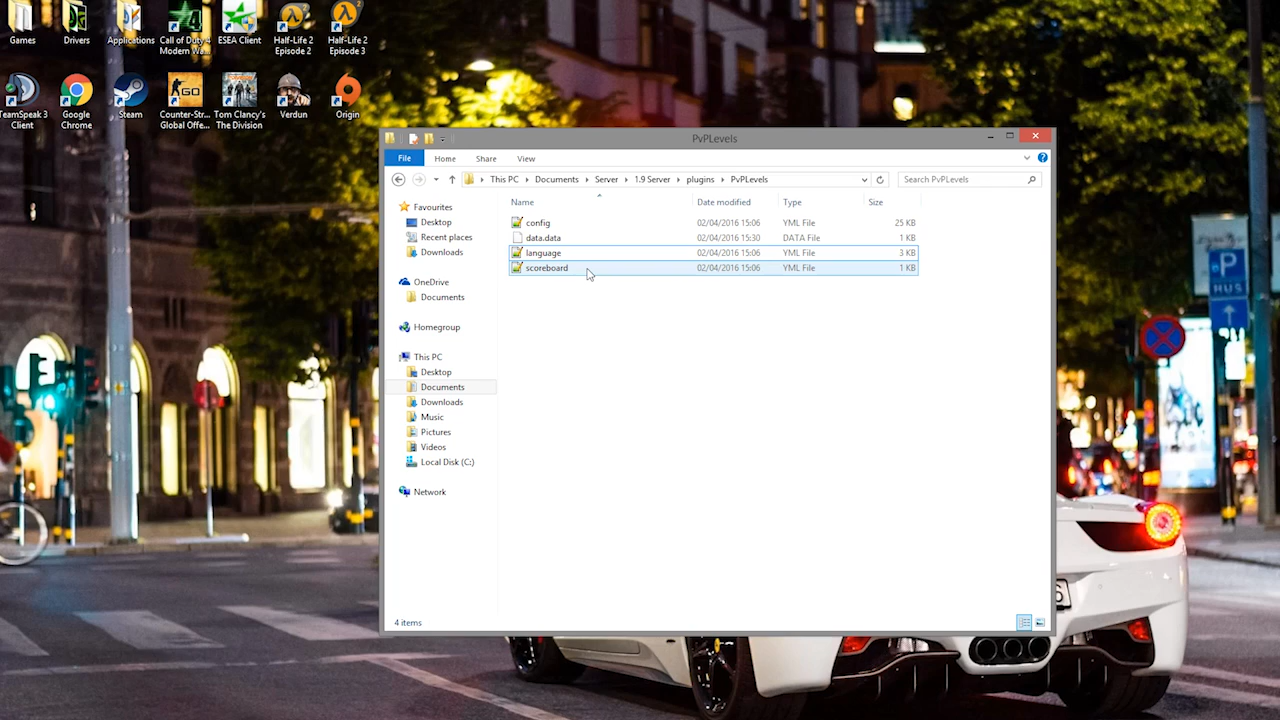 Games
Drivers
Applications
Call of Duty 4
Modern Wa...
ESEA Client
Half-Life 2
Episode 2
Half-Life 2
Episode 3
TeamSpeak 3
Client
Google
Chrome
Steam
Counter-Str...
Global Offe...
Tom Clancy's
The Division
Verdun
Origin
PvPLevels
File Home Share View
This PC Documents Server 1.9 Server plugins PvPLevels
Search PvPLevels
Name Date modified Type Size
config 02/04/2016 15:06 YML File 25 KB
data.data 02/04/2016 15:30 DATA File 1 KB
language 02/04/2016 15:06 YML File 3 KB
scoreboard 02/04/2016 15:06 YML File 1 KB
Favourites
Desktop
Recent places
Downloads
OneDrive
Documents
Homegroup
This PC
Desktop
Documents
Downloads
Music
Pictures
Videos
Local Disk (C:)
Network
4 items
P
BUS